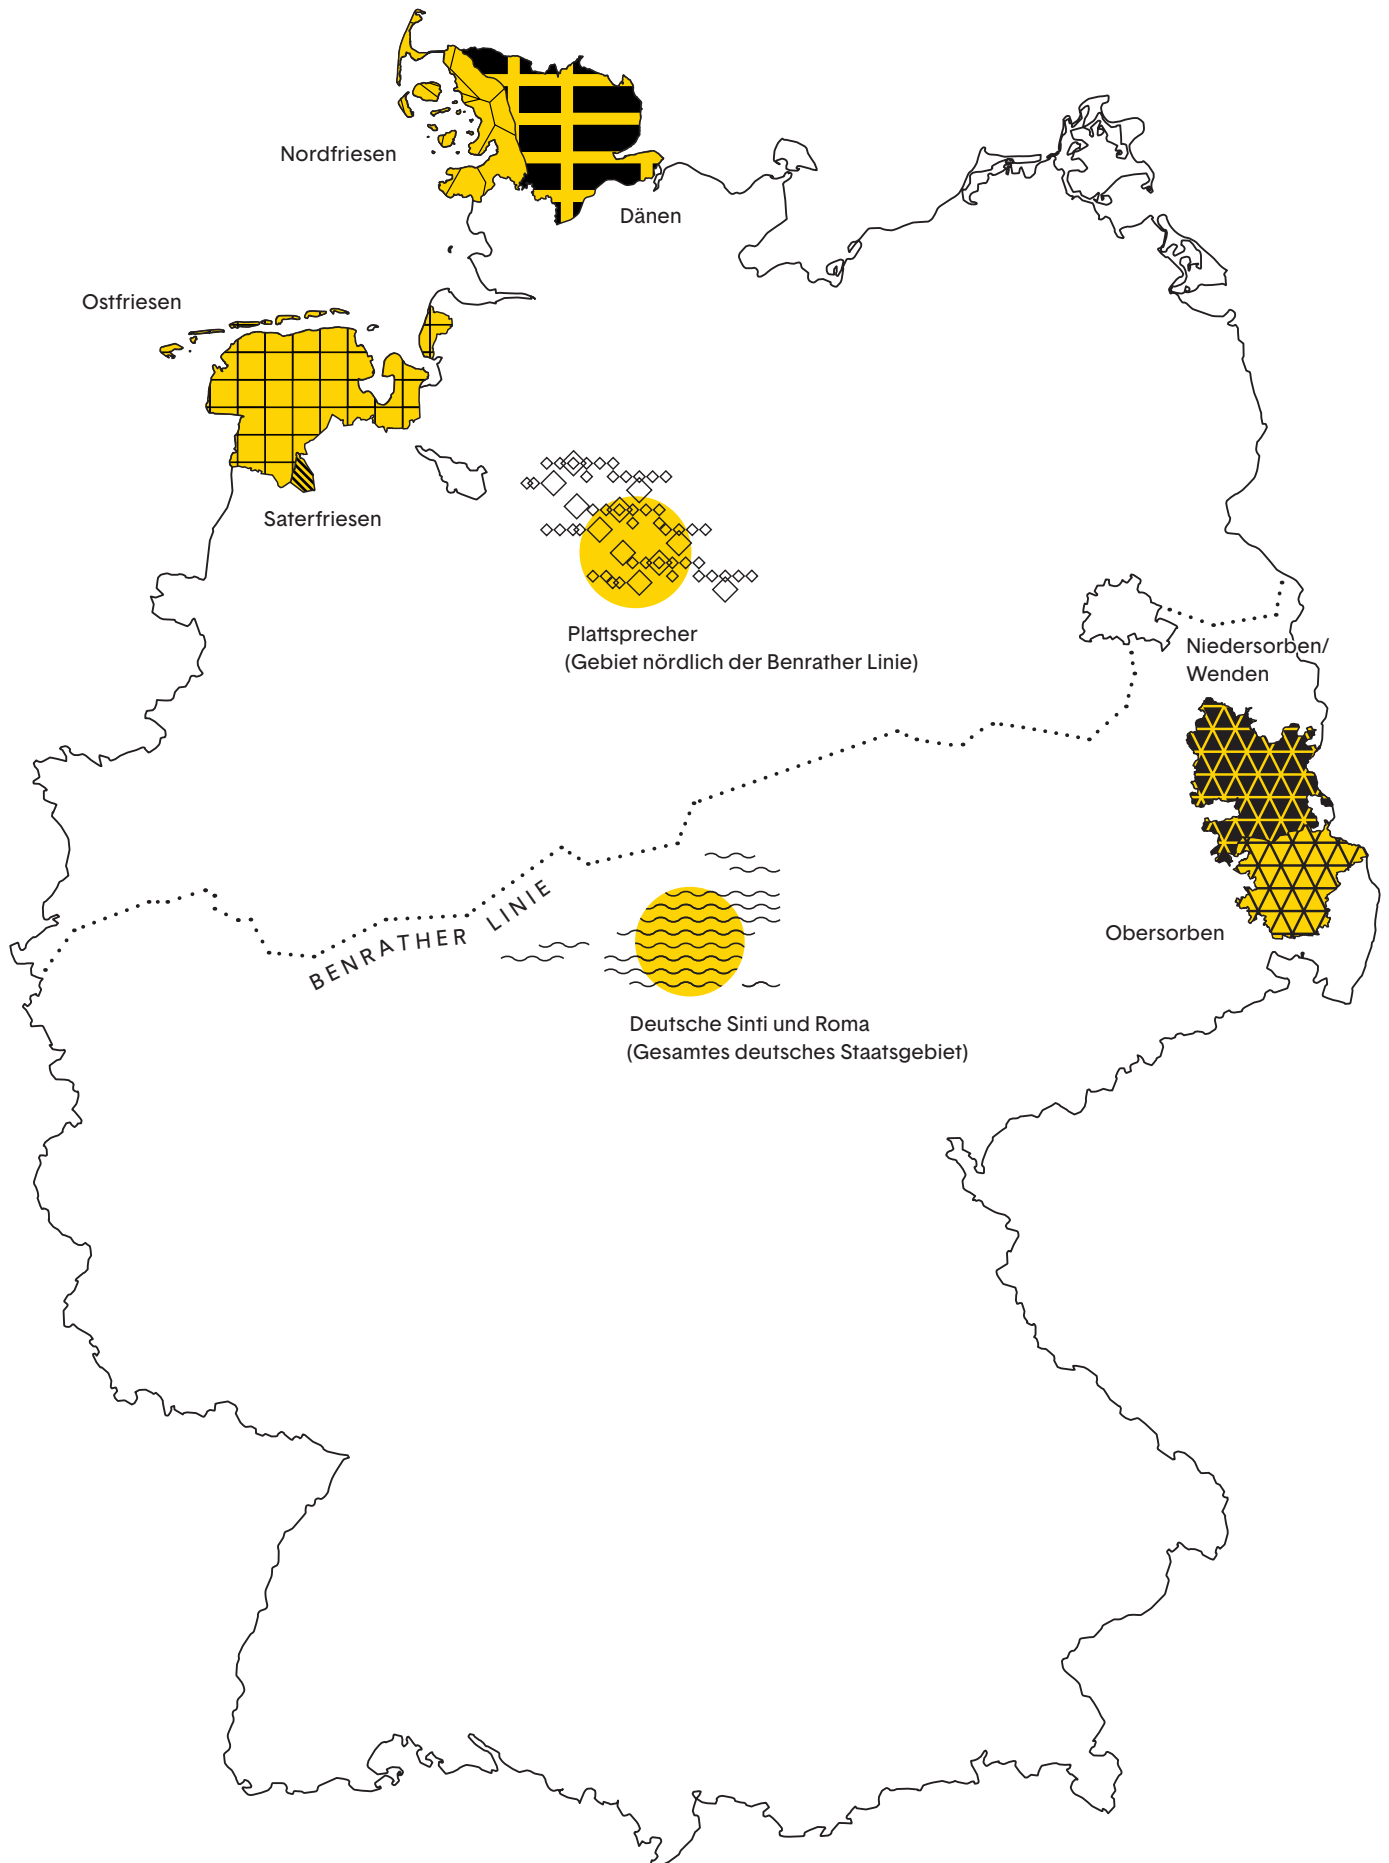 Nordfriesen
Dänen
Ostfriesen
Saterfriesen
Plattsprecher
(Gebiet nördlich der Benrather Linie)
Niedersorben/
Wenden
BENRATHER LINIE
Obersorben
Deutsche Sinti und Roma
(Gesamtes deutsches Staatsgebiet)